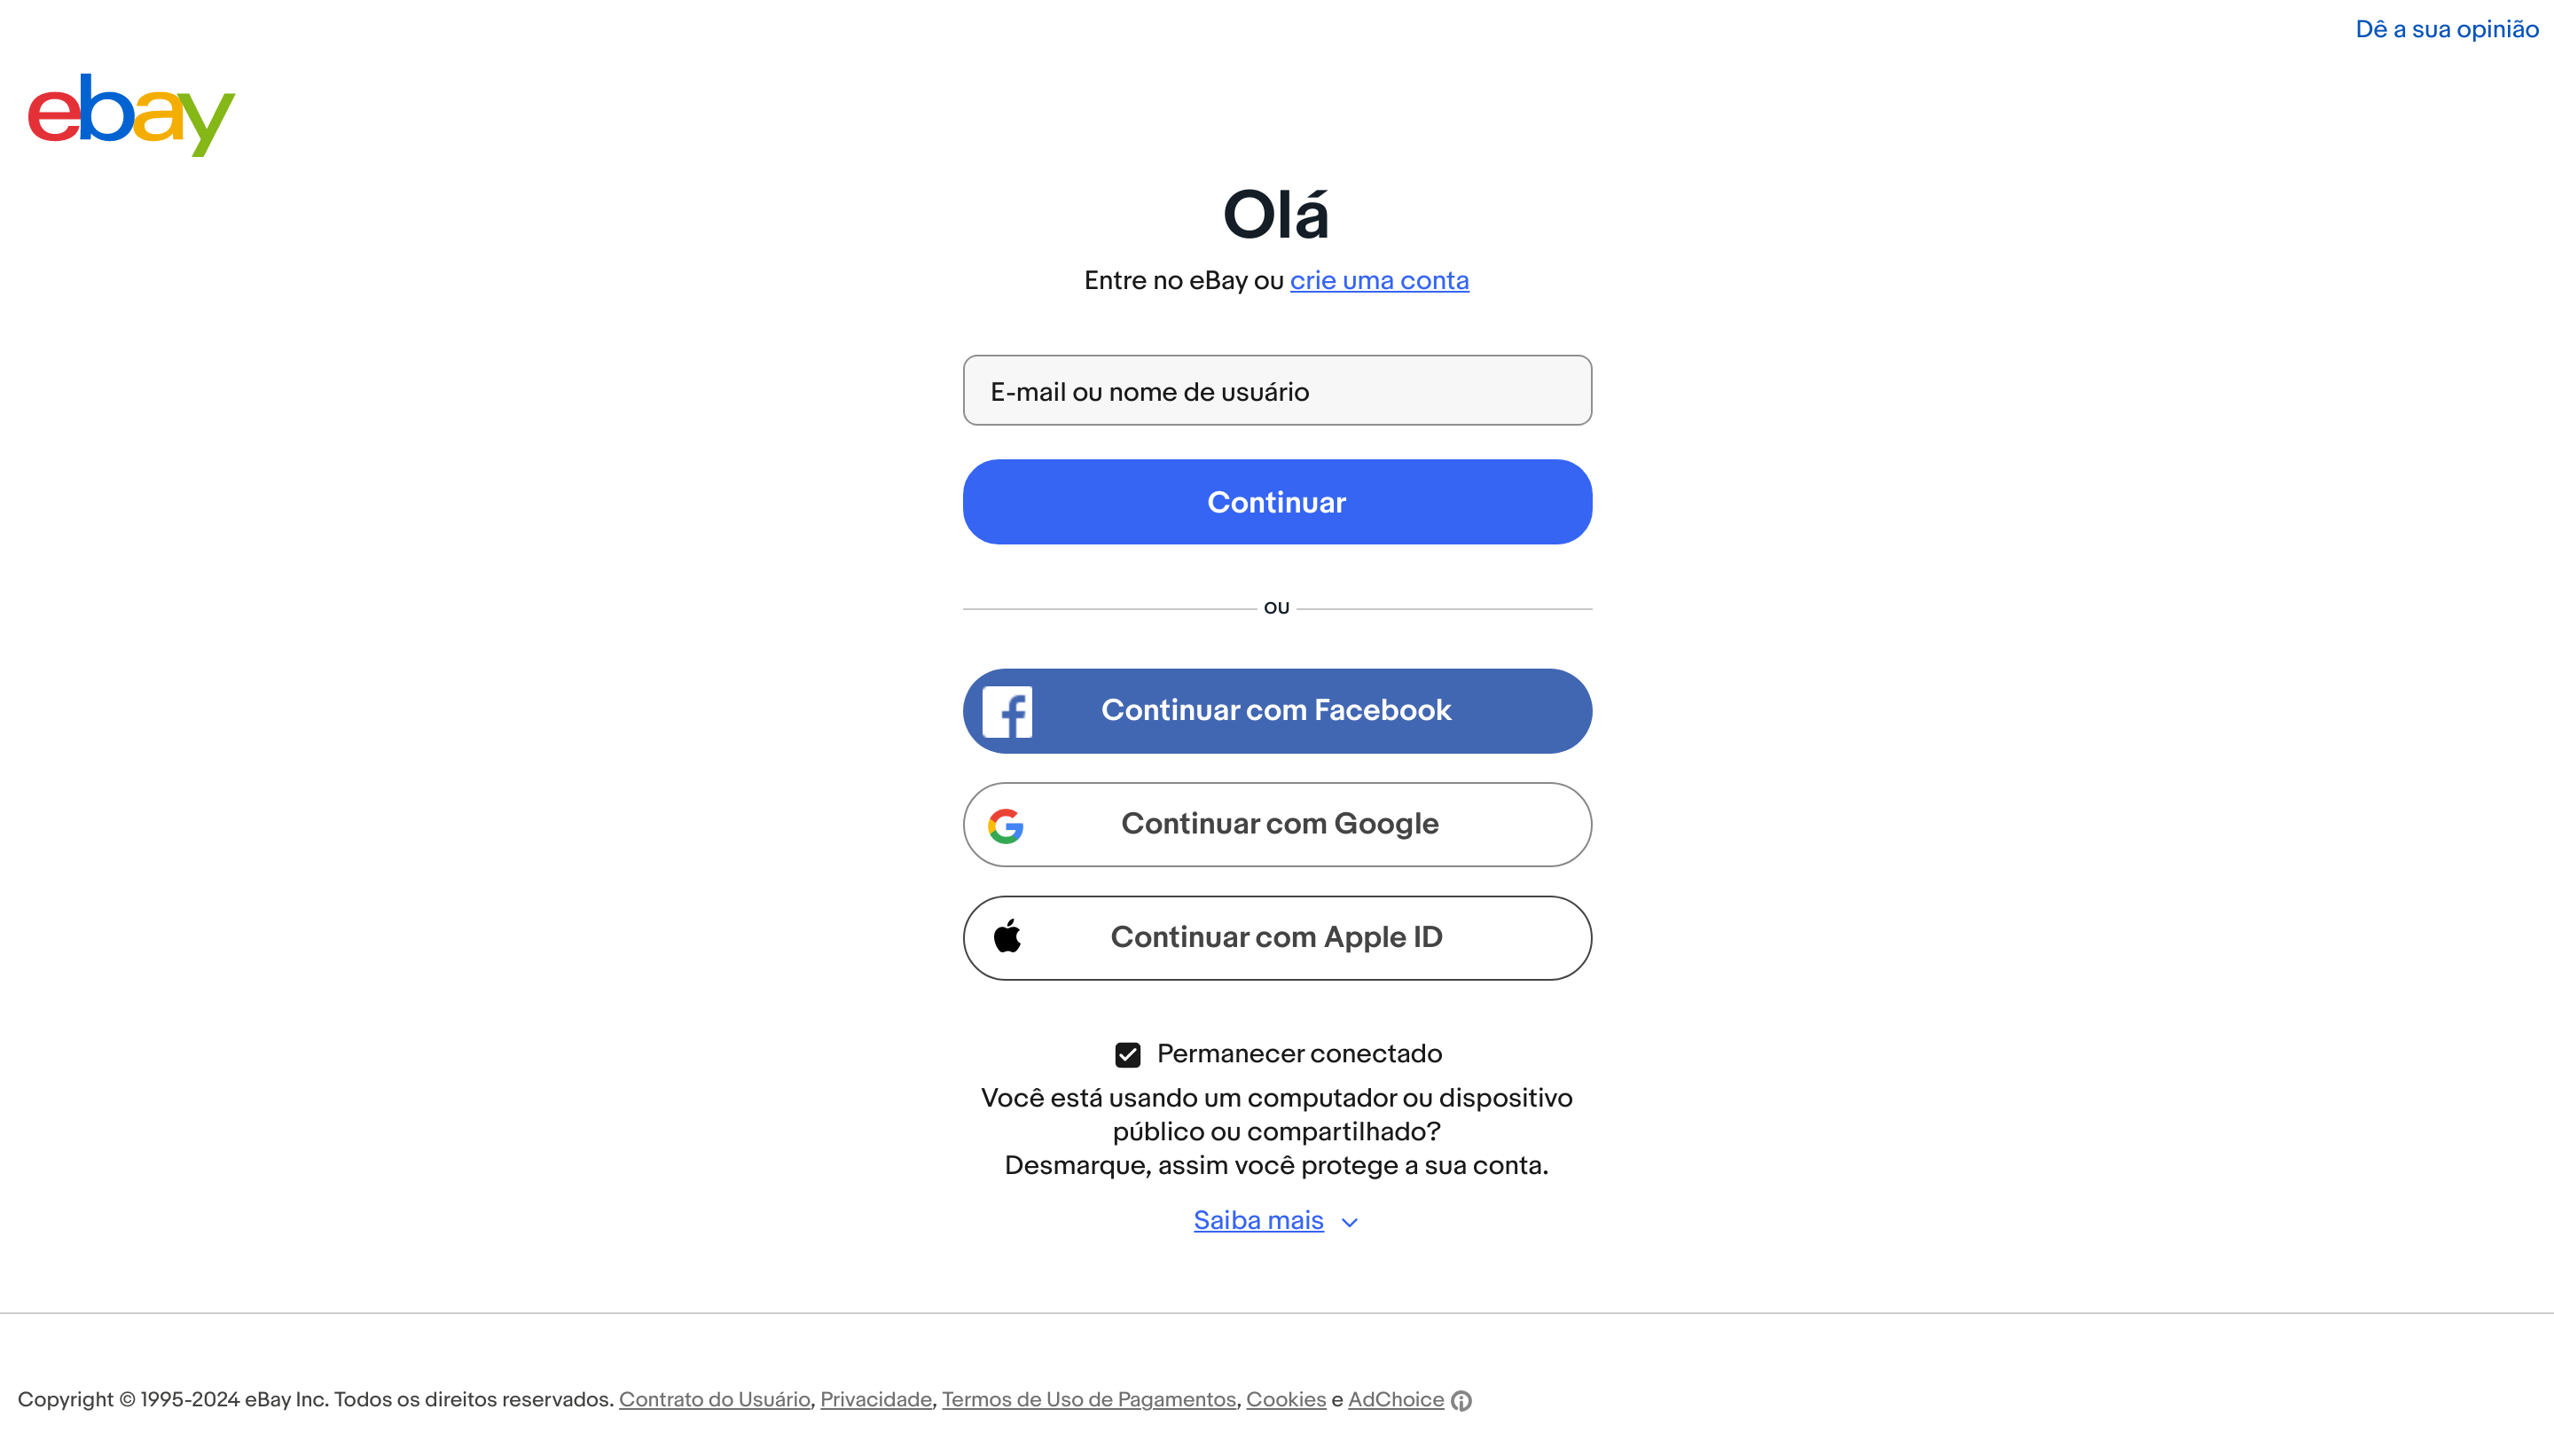 Dê a sua opinião
ebay
Olá
Entre no eBay ou crie uma conta
E-mail ou nome de usuário
Continuar
ou
Continuar com Facebook
Continuar com Google
Continuar com Apple ID
Permanecer conectado
Você está usando um computador ou dispositivo
público ou compartilhado?
Desmarque, assim você protege a sua conta.
Saiba mais
Copyright © 1995-2024 eBay Inc. Todos os direitos reservados. Contrato do Usuário, Privacidade, Termos de Uso de Pagamentos, Cookies e AdChoice